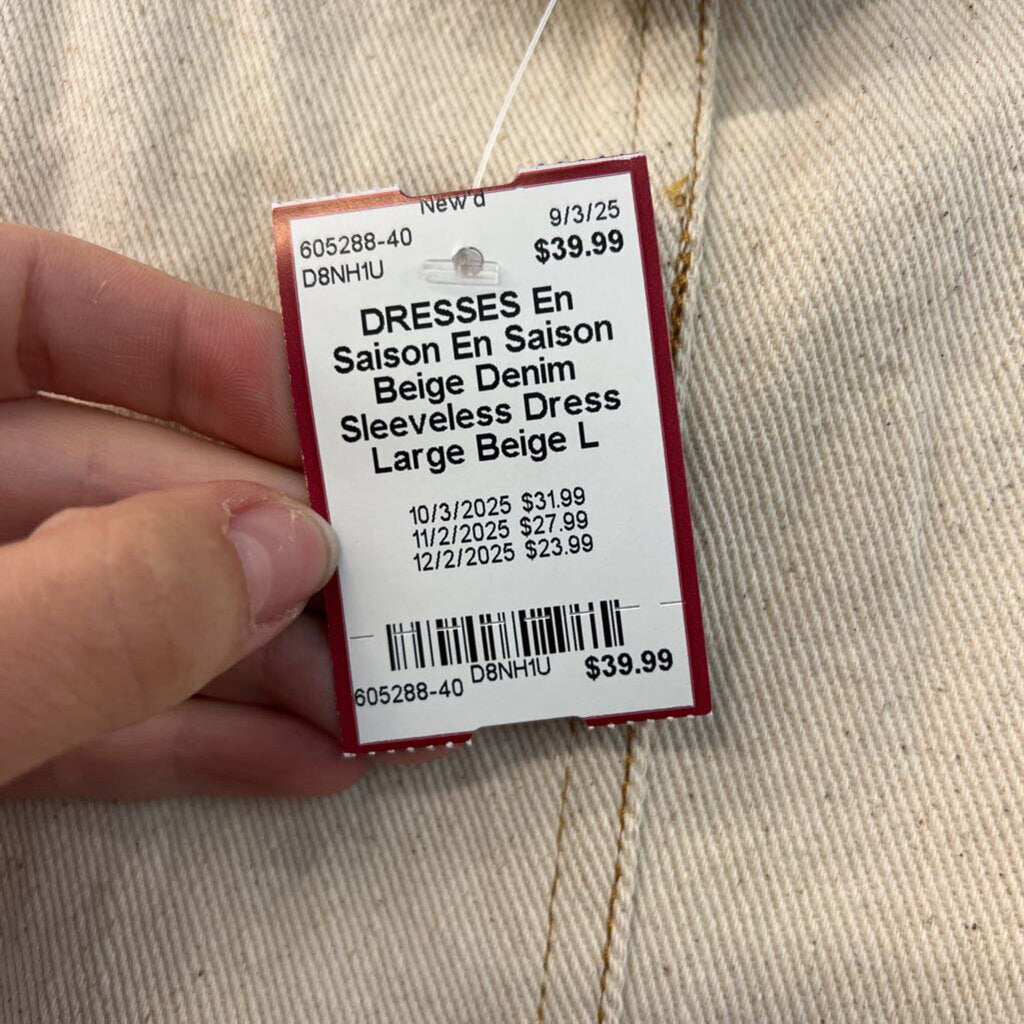 New'd
9/3/25
605288-40
$39.99
D8NH1U
DRESSES En
Saison En Saison
Beige Denim
Sleeveless Dress
Large Beige L
10/3/2025 $31.99
11/2/2025 $27.99
12/2/2025 $23.99
605288-40 D8NH1U $39.99